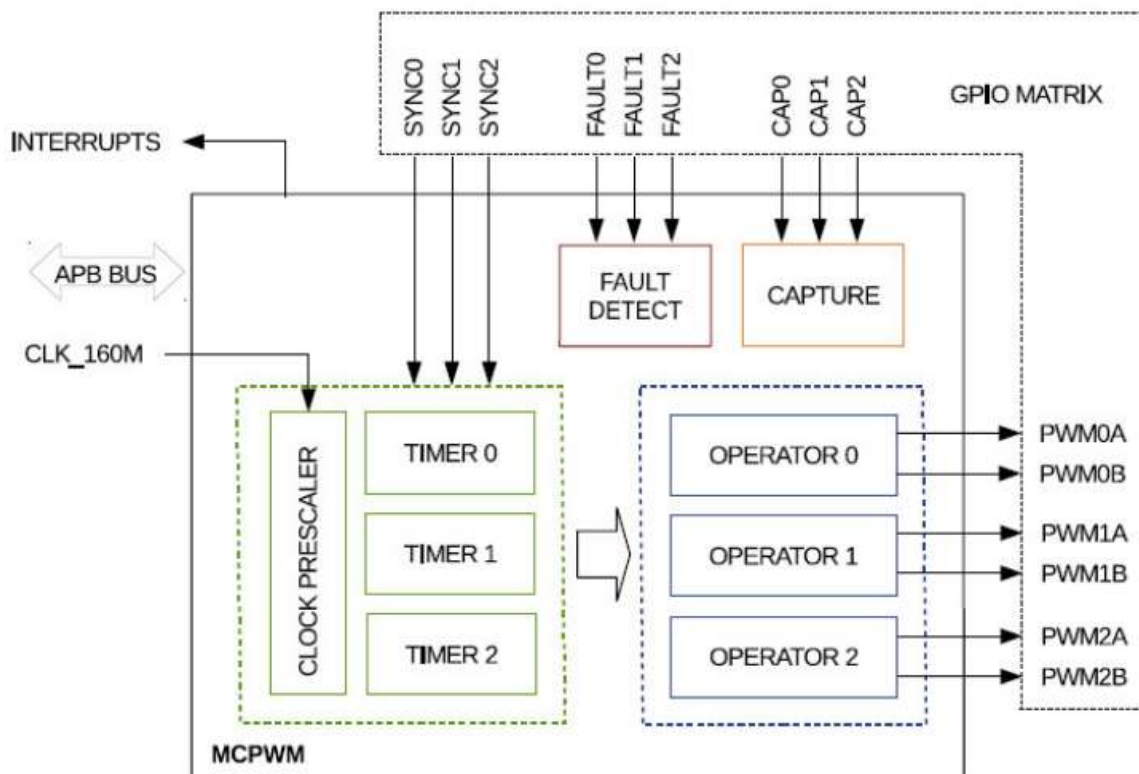 SYNC0
SYNC1
SYNC2
FAULT0
FAULT1
FAULT2
CAP0
CAP1
CAP2
GPIO MATRIX
INTERRUPTS
APB BUS
FAULT
DETECT
CAPTURE
CLK_160M
CLOCK PRESCALER
TIMER 0
TIMER 1
TIMER 2
OPERATOR 0
OPERATOR 1
OPERATOR 2
PWM0A
PWM0B
PWM1A
PWM1B
PWM2A
PWM2B
MCPWM